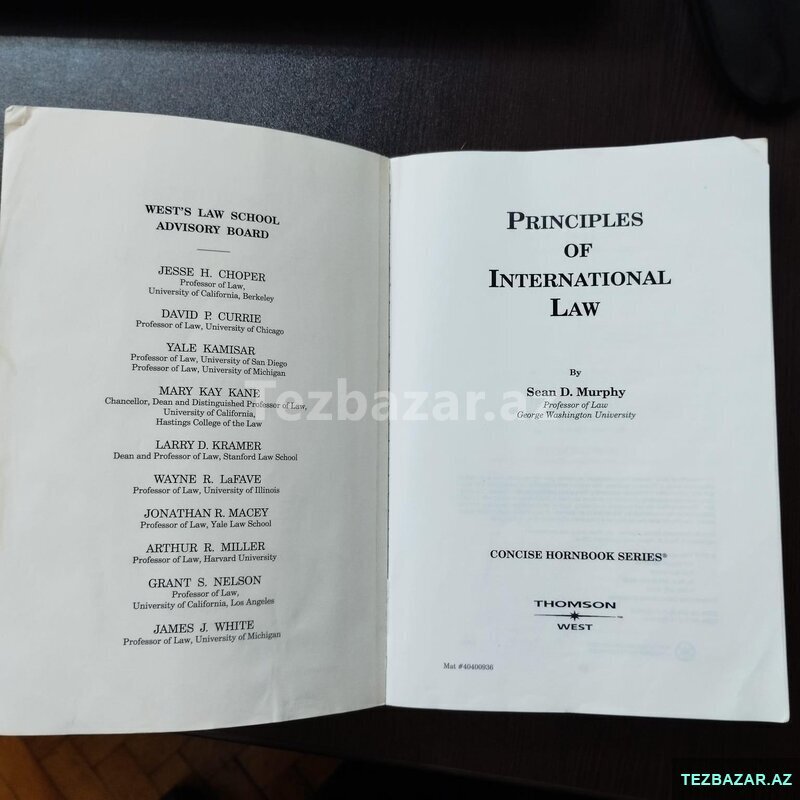 WEST'S LAW SCHOOL
ADVISORY BOARD
JESSE H. CHOPER
Professor of Law,
University of California, Berkeley
DAVID P. CURRIE
Professor of Law, University of Chicago
YALE KAMISAR
Professor of Law, University of San Diego
Professor of Law, University of Michigan
MARY KAY KANE
Chancellor, Dean and Distinguished Professor of Law,
University of California,
Hastings College of the Law
LARRY D. KRAMER
Dean and Professor of Law, Stanford Law School
WAYNE R. LaFAVE
Professor of Law, University of Illinois
JONATHAN R. MACEY
Professor of Law, Yale Law School
ARTHUR R. MILLER
Professor of Law, Harvard University
GRANT S. NELSON
Professor of Law,
University of California, Los Angeles
JAMES J. WHITE
Professor of Law, University of Michigan
PRINCIPLES
OF
INTERNATIONAL
LAW
By
Sean D. Murphy
Professor of Law
George Washington University
CONCISE HORNBOOK SERIES®
THOMSON
WEST
Mat #40400936
Tezbazar.az
TEZBAZAR.AZ